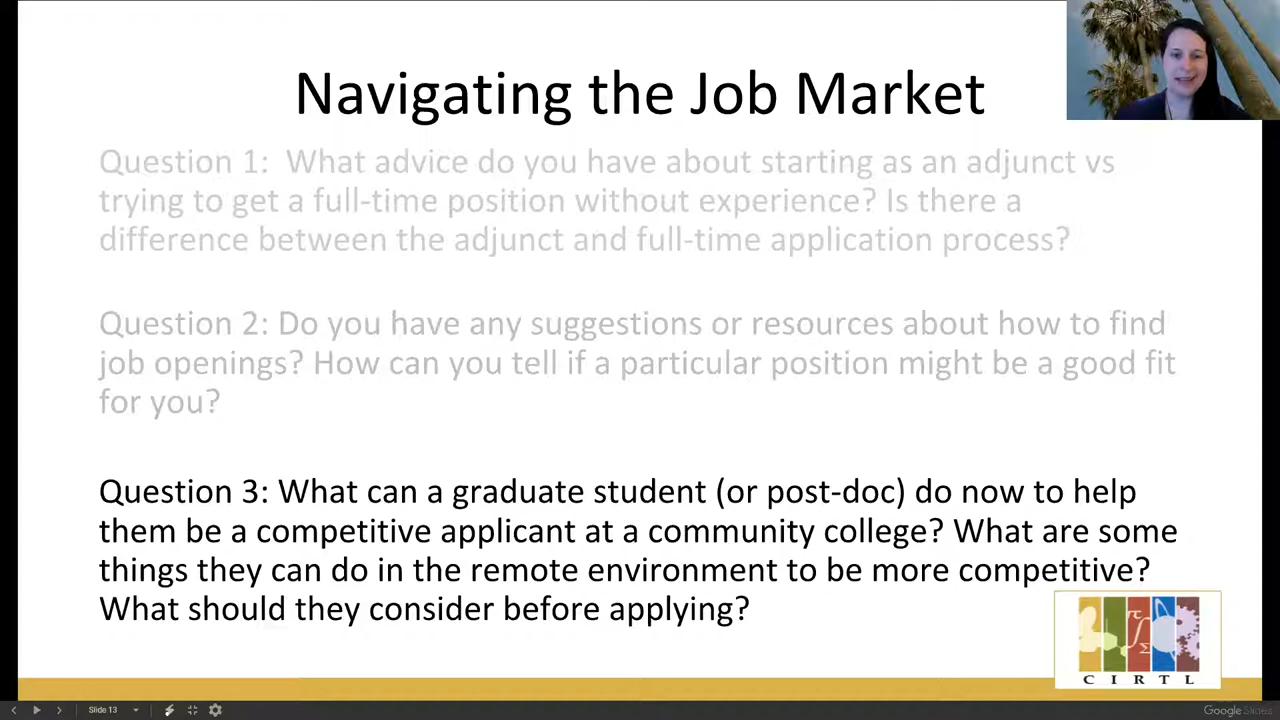 Navigating the Job Market
Question 1: What advice do you have about starting as an adjunct vs
trying to get a full-time position without experience? Is there a
difference between the adjunct and full-time application process?
Question 2: Do you have any suggestions or resources about how to find
job openings? How can you tell if a particular position might be a good fit
for you?
Question 3: What can a graduate student (or post-doc) do now to help
them be a competitive applicant at a community college? What are some
things they can do in the remote environment to be more competitive?
What should they consider before applying?
π
∫
Σ
CIRTL
Slide 13
Google Slides